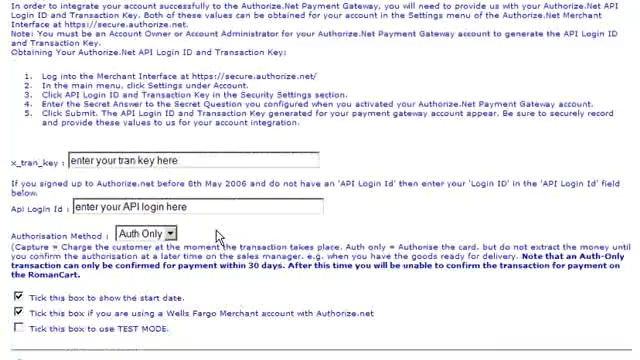 In order to integrate your account successfully to the Authorize.Net Payment Gateway, you will need to provide us with your Authorize.Net API
Login ID and Transaction Key. Both of these values can be obtained for your account in the Settings menu of the Authorize.Net Merchant
Interface at https://secure.authorize.net.
Note: You must be an Account Owner or Account Administrator for your Authorize.Net Payment Gateway account to generate the API Login ID
and Transaction Key.
Obtaining Your Authorize.Net API Login ID and Transaction Key:
1. Log into the Merchant Interface at https://secure.authorize.net/
2. In the main menu, click Settings under Account.
3. Click API Login ID and Transaction Key in the Security Settings section.
4. Enter the Secret Answer to the Secret Question you configured when you activated your Authorize.Net Payment Gateway account.
5. Click Submit. The API Login ID and Transaction Key generated for your payment gateway account appear. Be sure to securely record
and provide these values to us for your account integration.
x_tran_key : enter your tran key here
If you signed up to Authorize.net before 8th May 2006 and do not have an 'API Login Id' then enter your 'Login ID' in the 'Api Login Id' field
below.
Api Login Id : enter your API login here
Authorisation Method : Auth Only
(Capture = Charge the customer at the moment the transaction takes place. Auth only = Authorise the card, but do not extract the money until
you confirm the authorisation at a later time on the sales manager. e.g. when you have the goods ready for delivery. Note that an Auth-Only
transaction can only be confirmed for payment within 30 days. After this time you will be unable to confirm the transaction for payment on
the RomanCart.
Tick this box to show the start date.
Tick this box if you are using a Wells Fargo Merchant account with Authorize.net
Tick this box to use TEST MODE.